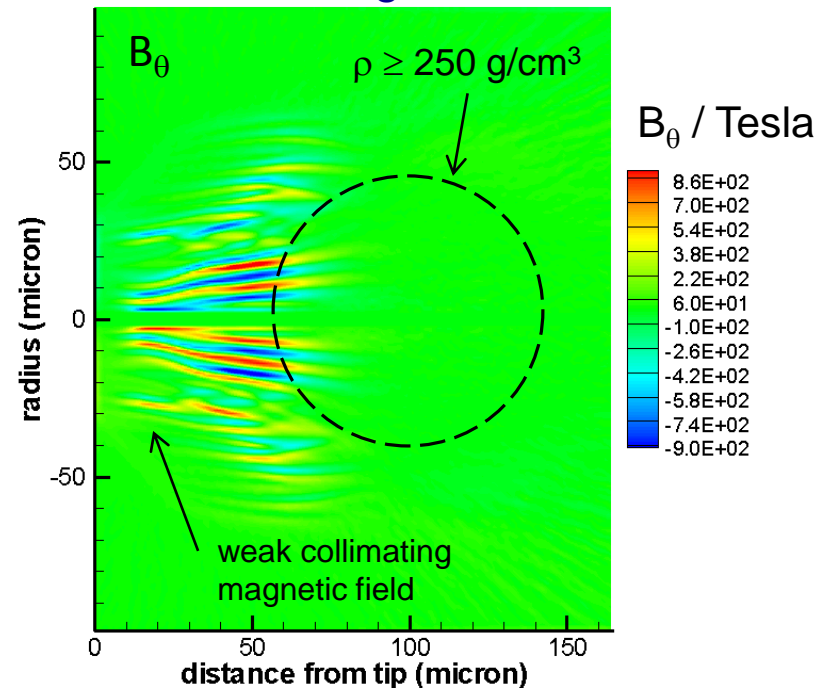 B_θ
ρ ≥ 250 g/cm³
B_θ / Tesla
8.6E+02
7.0E+02
5.4E+02
3.8E+02
2.2E+02
6.0E+01
-1.0E+02
-2.6E+02
-4.2E+02
-5.8E+02
-7.4E+02
-9.0E+02
50
0
-50
radius (micron)
weak collimating
magnetic field
0 50 100 150
distance from tip (micron)